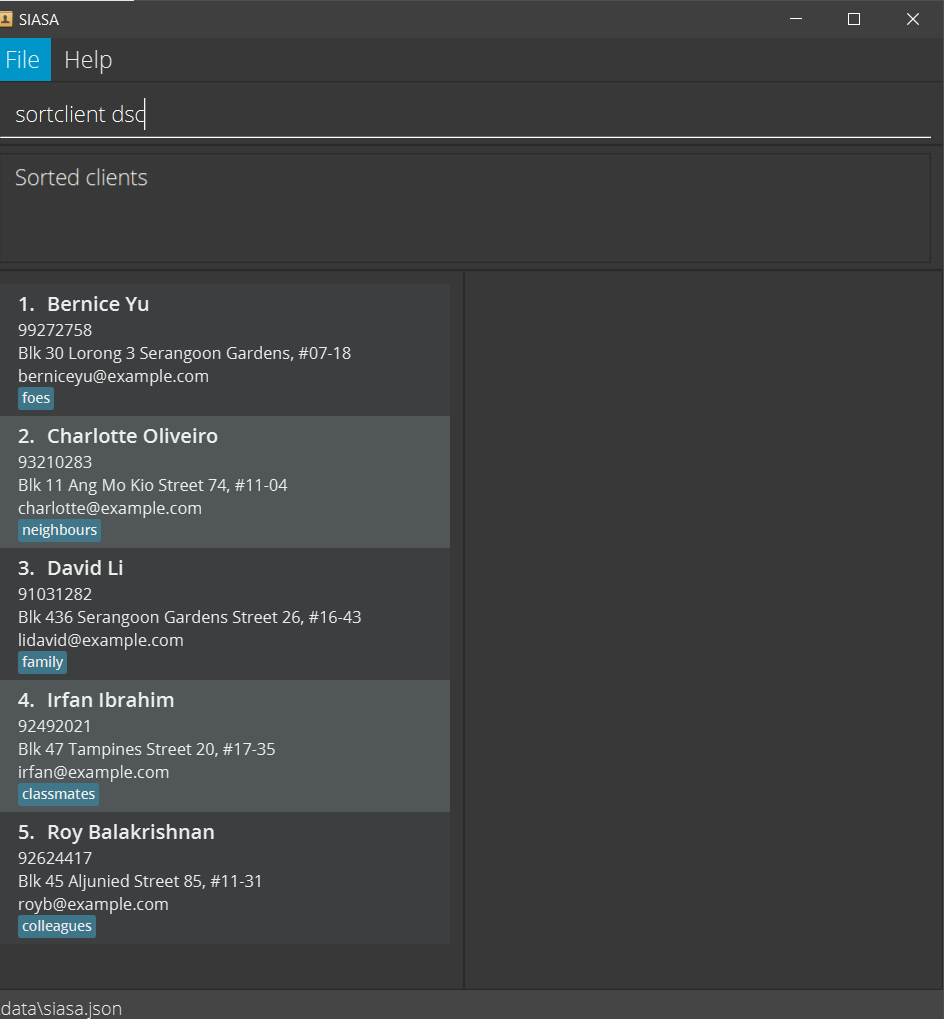 SIASA
File Help
sortclient dsc
Sorted clients
1. Bernice Yu
99272758
Blk 30 Lorong 3 Serangoon Gardens, #07-18
berniceyu@example.com
foes
2. Charlotte Oliveiro
93210283
Blk 11 Ang Mo Kio Street 74, #11-04
charlotte@example.com
neighbours
3. David Li
91031282
Blk 436 Serangoon Gardens Street 26, #16-43
lidavid@example.com
family
4. Irfan Ibrahim
92492021
Blk 47 Tampines Street 20, #17-35
irfan@example.com
classmates
5. Roy Balakrishnan
92624417
Blk 45 Aljunied Street 85, #11-31
royb@example.com
colleagues
data\siasa.json